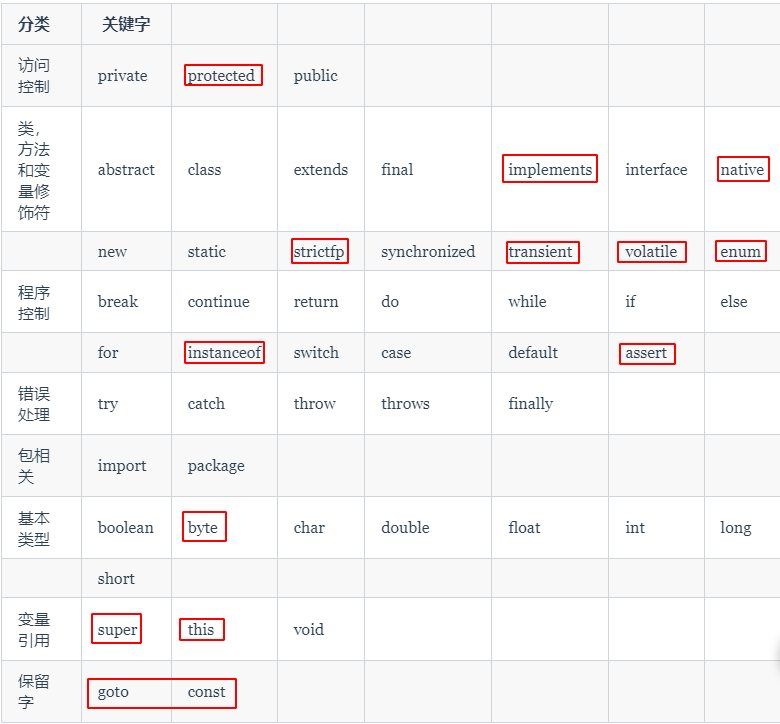 分类 关键字
访问
控制 private protected public
类，
方法
和变
量修
饰符 abstract class extends final implements interface native
new static strictfp synchronized transient volatile enum
程序
控制 break continue return do while if else
for instanceof switch case default assert
错误
处理 try catch throw throws finally
包相
关 import package
基本
类型 boolean byte char double float int long
short
变量
引用 super this void
保留
字 goto const